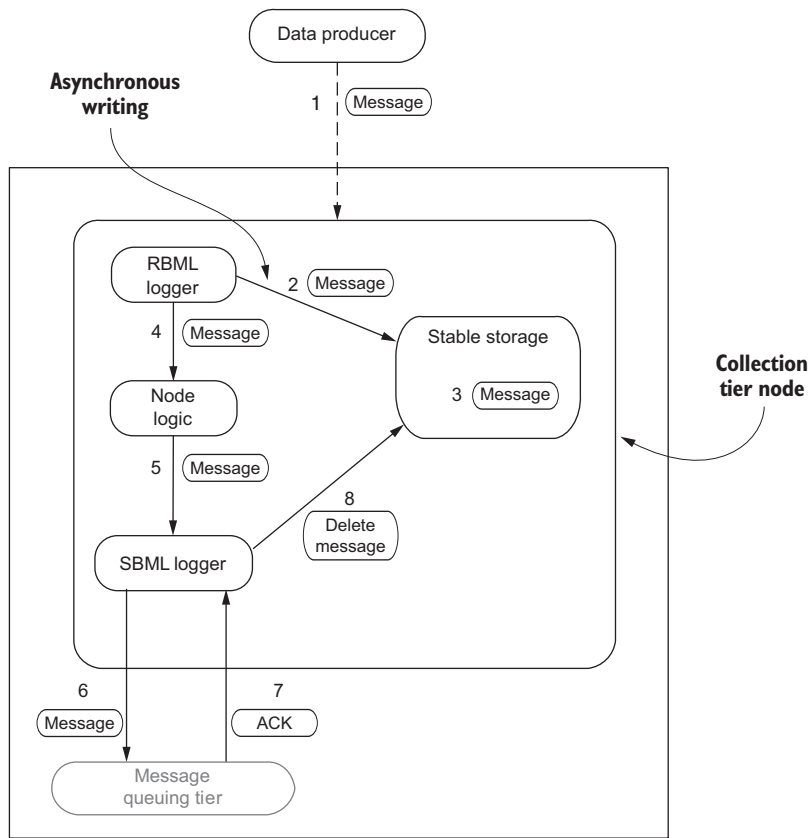 Data producer
Asynchronous
writing
1 Message
RBML
logger
2 Message
4 Message
Stable storage
Node
logic
3 Message
Collection
tier node
5 Message
8
Delete
message
SBML logger
6
Message
7
ACK
Message
queuing tier